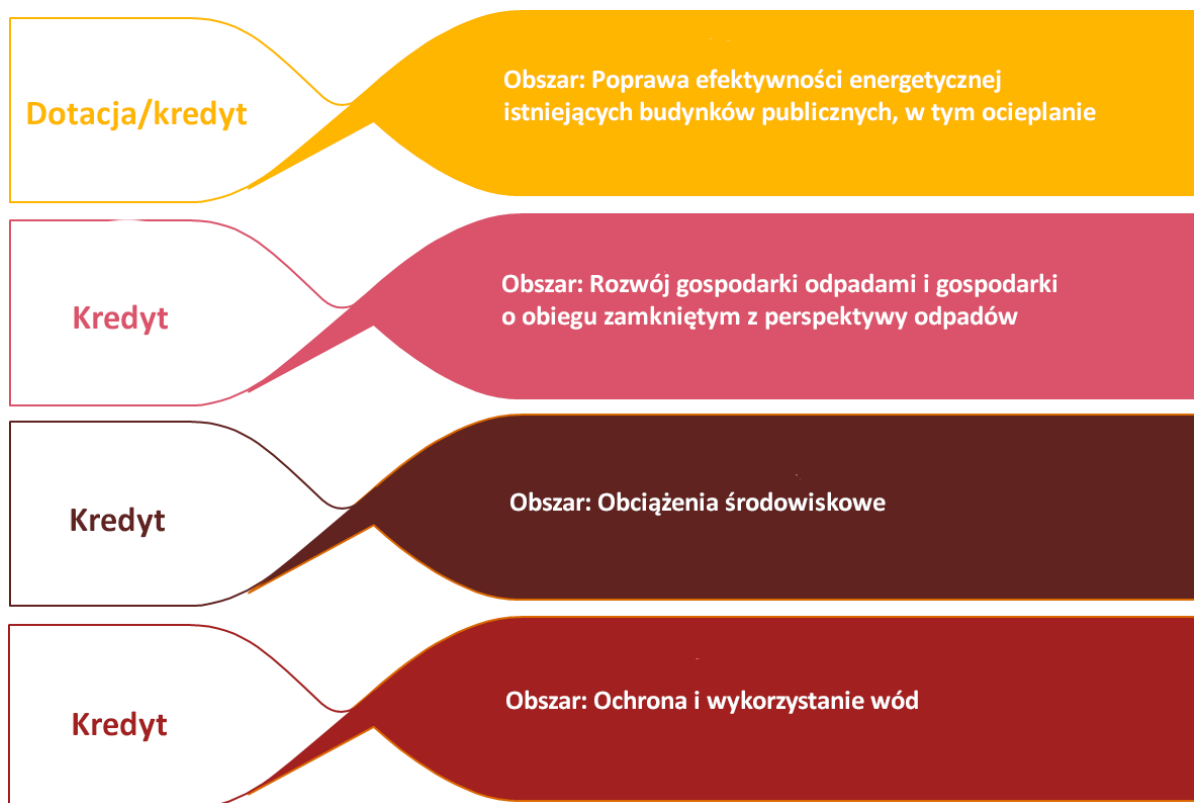 Dotacja/kredyt
Obszar: Poprawa efektywności energetycznej
istniejących budynków publicznych, w tym ocieplanie
Kredyt
Obszar: Rozwój gospodarki odpadami i gospodarki
o obiegu zamkniętym z perspektywy odpadów
Kredyt
Obszar: Obciążenia środowiskowe
Kredyt
Obszar: Ochrona i wykorzystanie wód